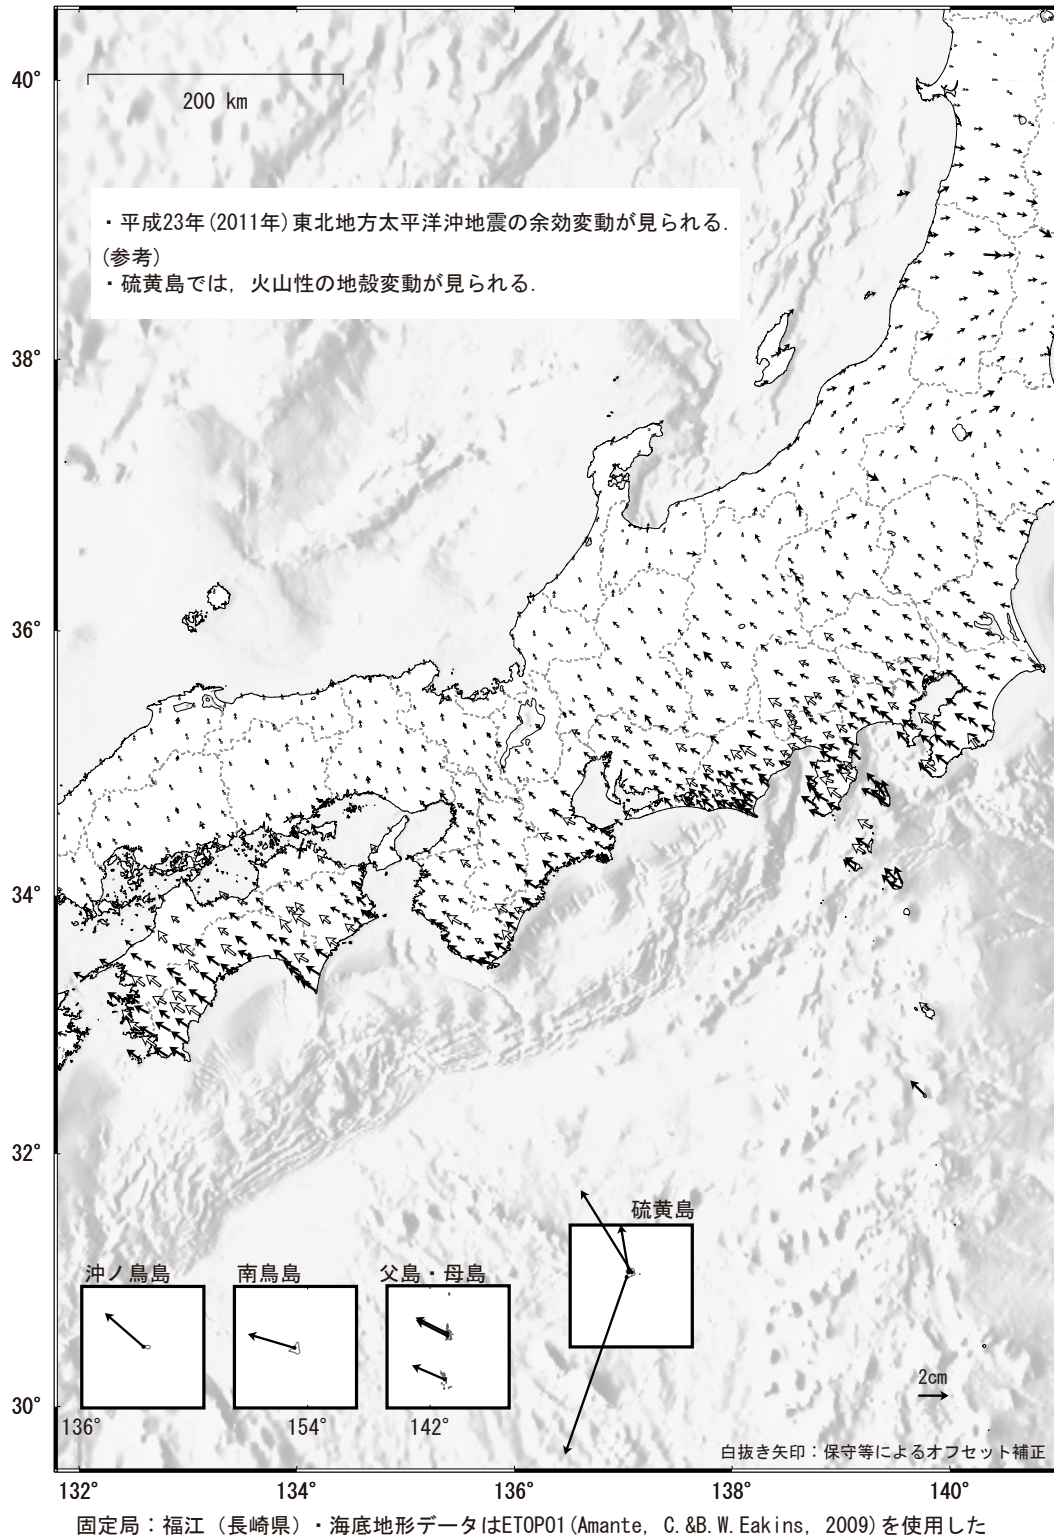 40°
200 km
・平成23年(2011年)東北地方太平洋沖地震の余効変動が見られる.
(参考)
・硫黄島では, 火山性の地殻変動が見られる.
38°
36°
34°
32°
硫黄島
沖ノ鳥島
南鳥島
父島・母島
2cm
30°
136°
154°
142°
白抜き矢印：保守等によるオフセット補正
132°
134°
136°
138°
140°
固定局：福江（長崎県）・海底地形データはETOPO1(Amante, C.&B.W.Eakins, 2009)を使用した